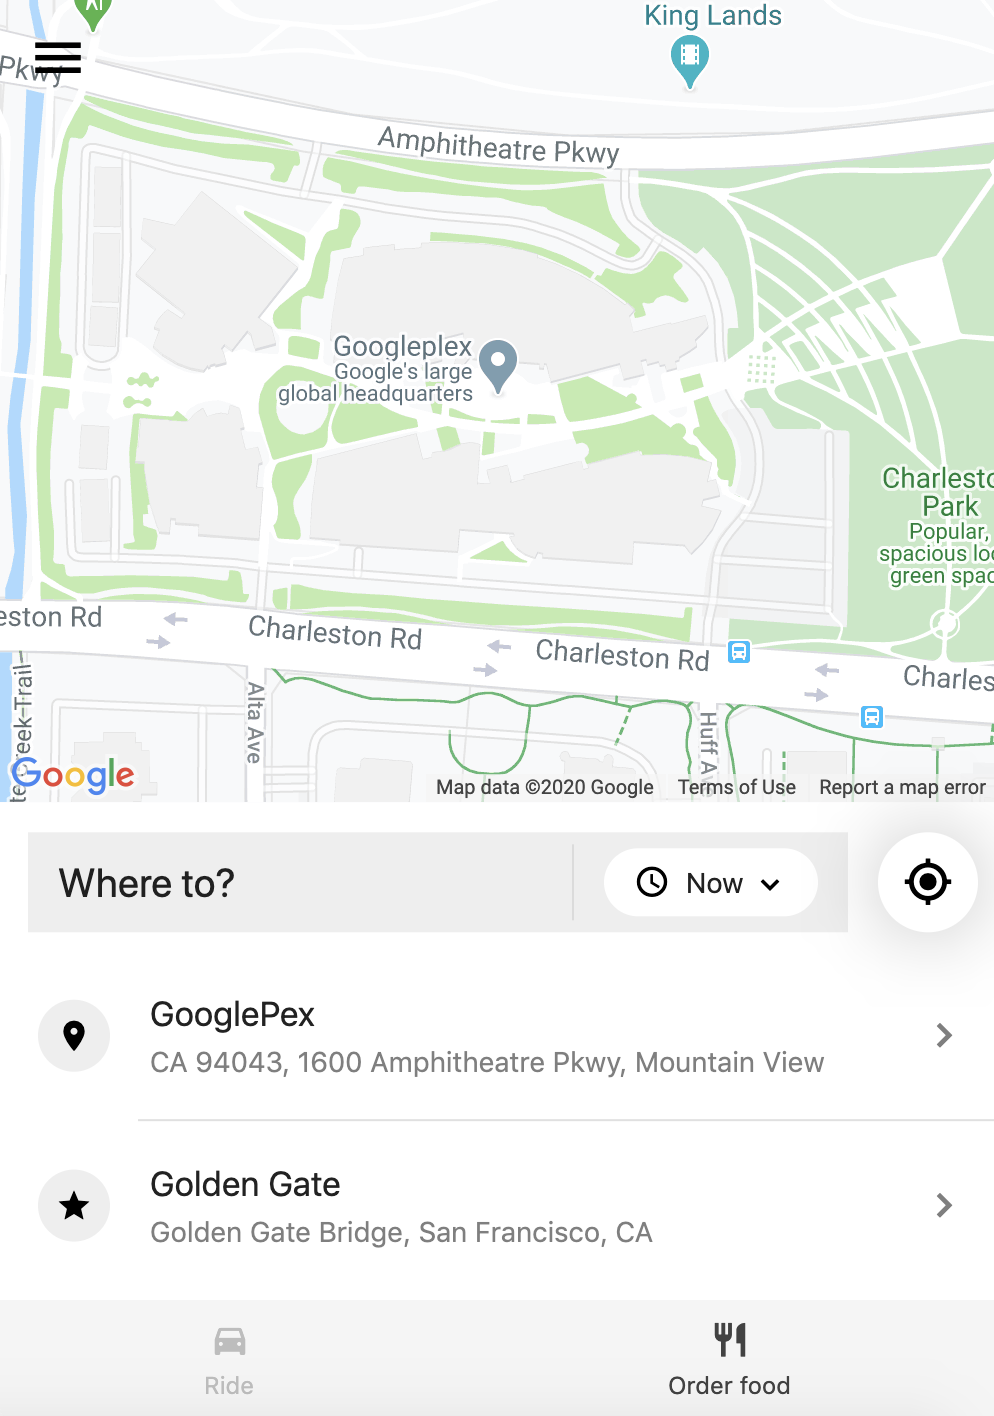 King Lands
Pkwy
Amphitheatre Pkwy
Googleplex
Google's large
global headquarters
Charlesto
Park
Popular,
spacious loc
green spac
eston Rd
Charleston Rd
Charleston Rd
Charles
Creek Trail
Alta Ave
Huff Ave
Google
Map data ©2020 Google
Terms of Use
Report a map error
Where to?
Now
GooglePex
CA 94043, 1600 Amphitheatre Pkwy, Mountain View
Golden Gate
Golden Gate Bridge, San Francisco, CA
Ride
Order food